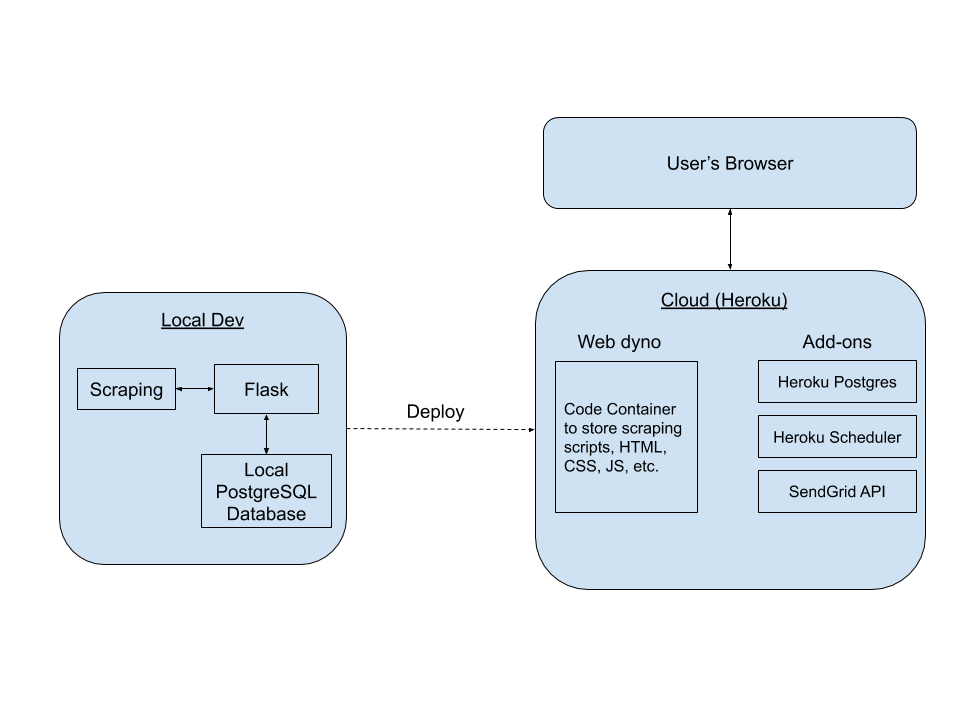 User’s Browser
Cloud (Heroku)
Local Dev
Web dyno
Add-ons
Scraping
Flask
Heroku Postgres
Deploy
Code Container
to store scraping
scripts, HTML,
CSS, JS, etc.
Heroku Scheduler
Local
PostgreSQL
Database
SendGrid API